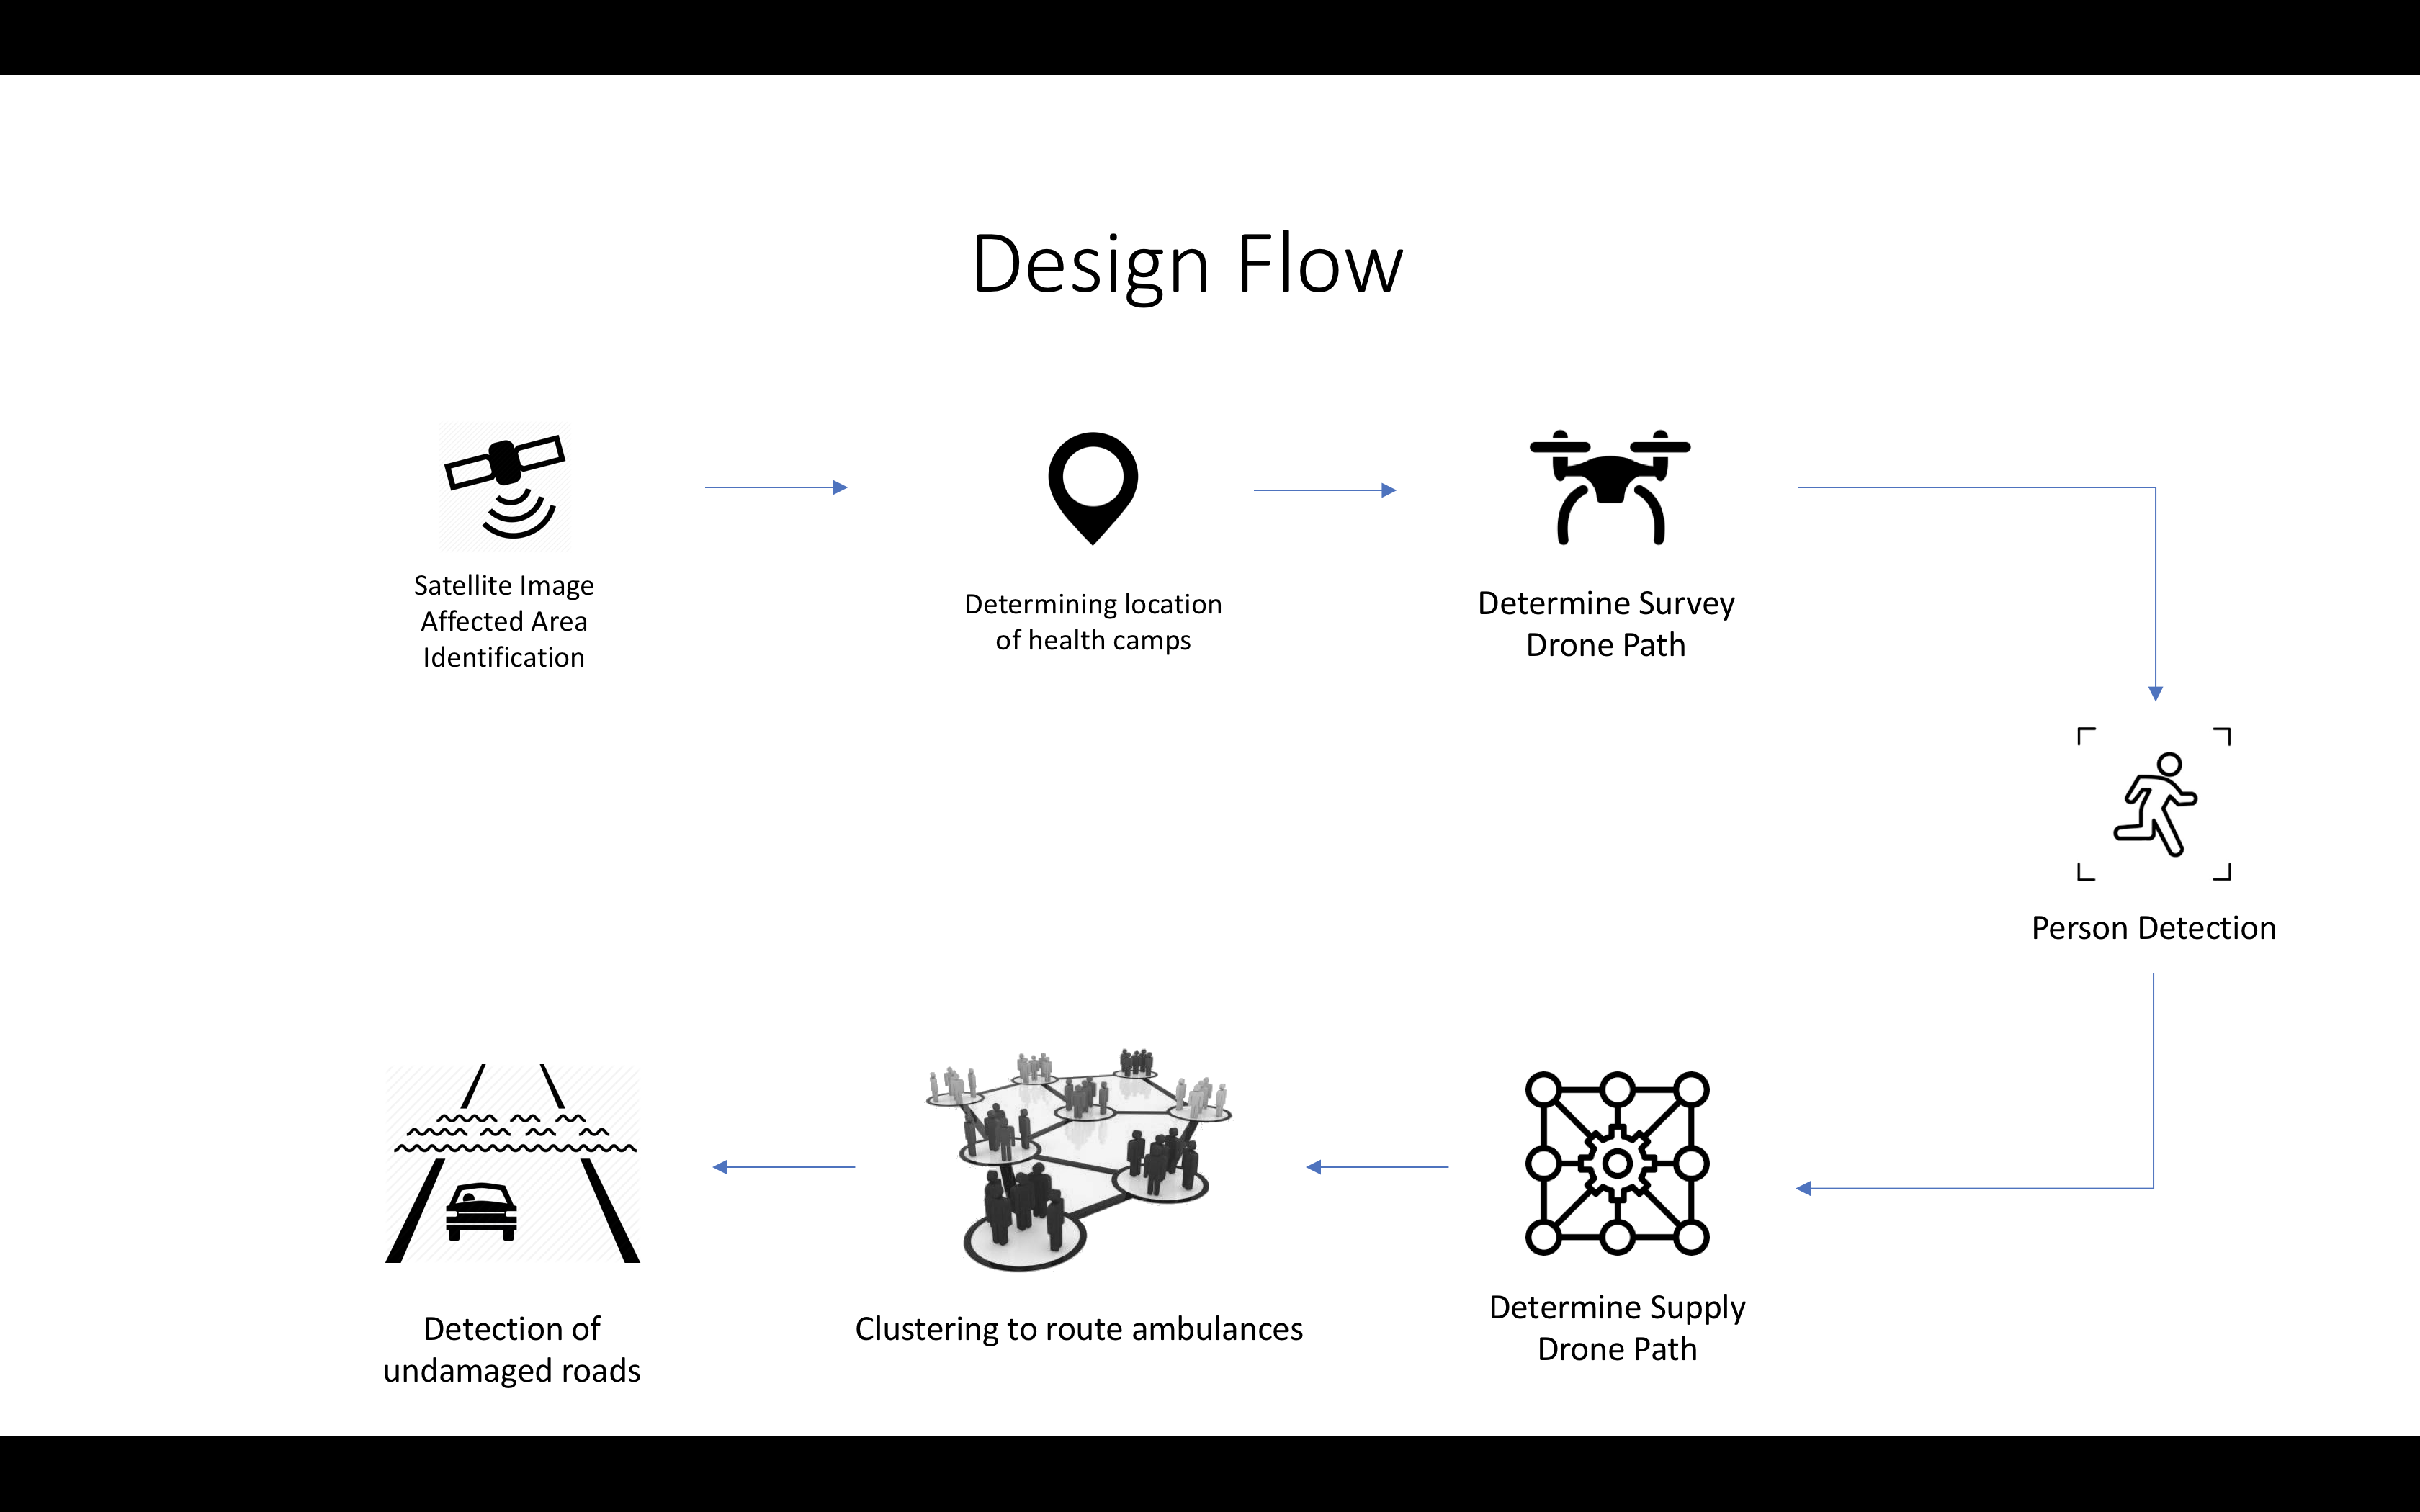 Design Flow
Satellite Image
Affected Area
Identification
Determining location
of health camps
Determine Survey
Drone Path
Person Detection
Determine Supply
Drone Path
Clustering to route ambulances
Detection of
undamaged roads